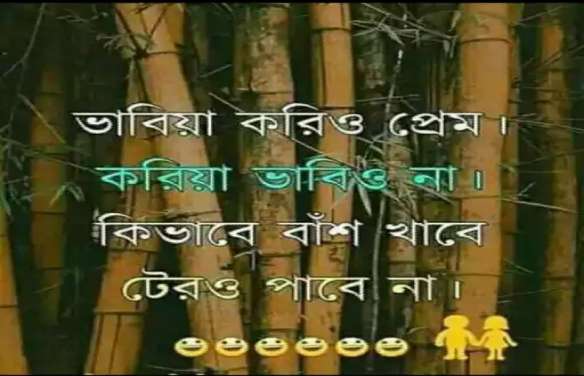 ভাবিয়া করিও প্রেম।
করিয়া ভাবিও না।
কিভাবে বাঁশ খাবে
টেরও পাবে না।